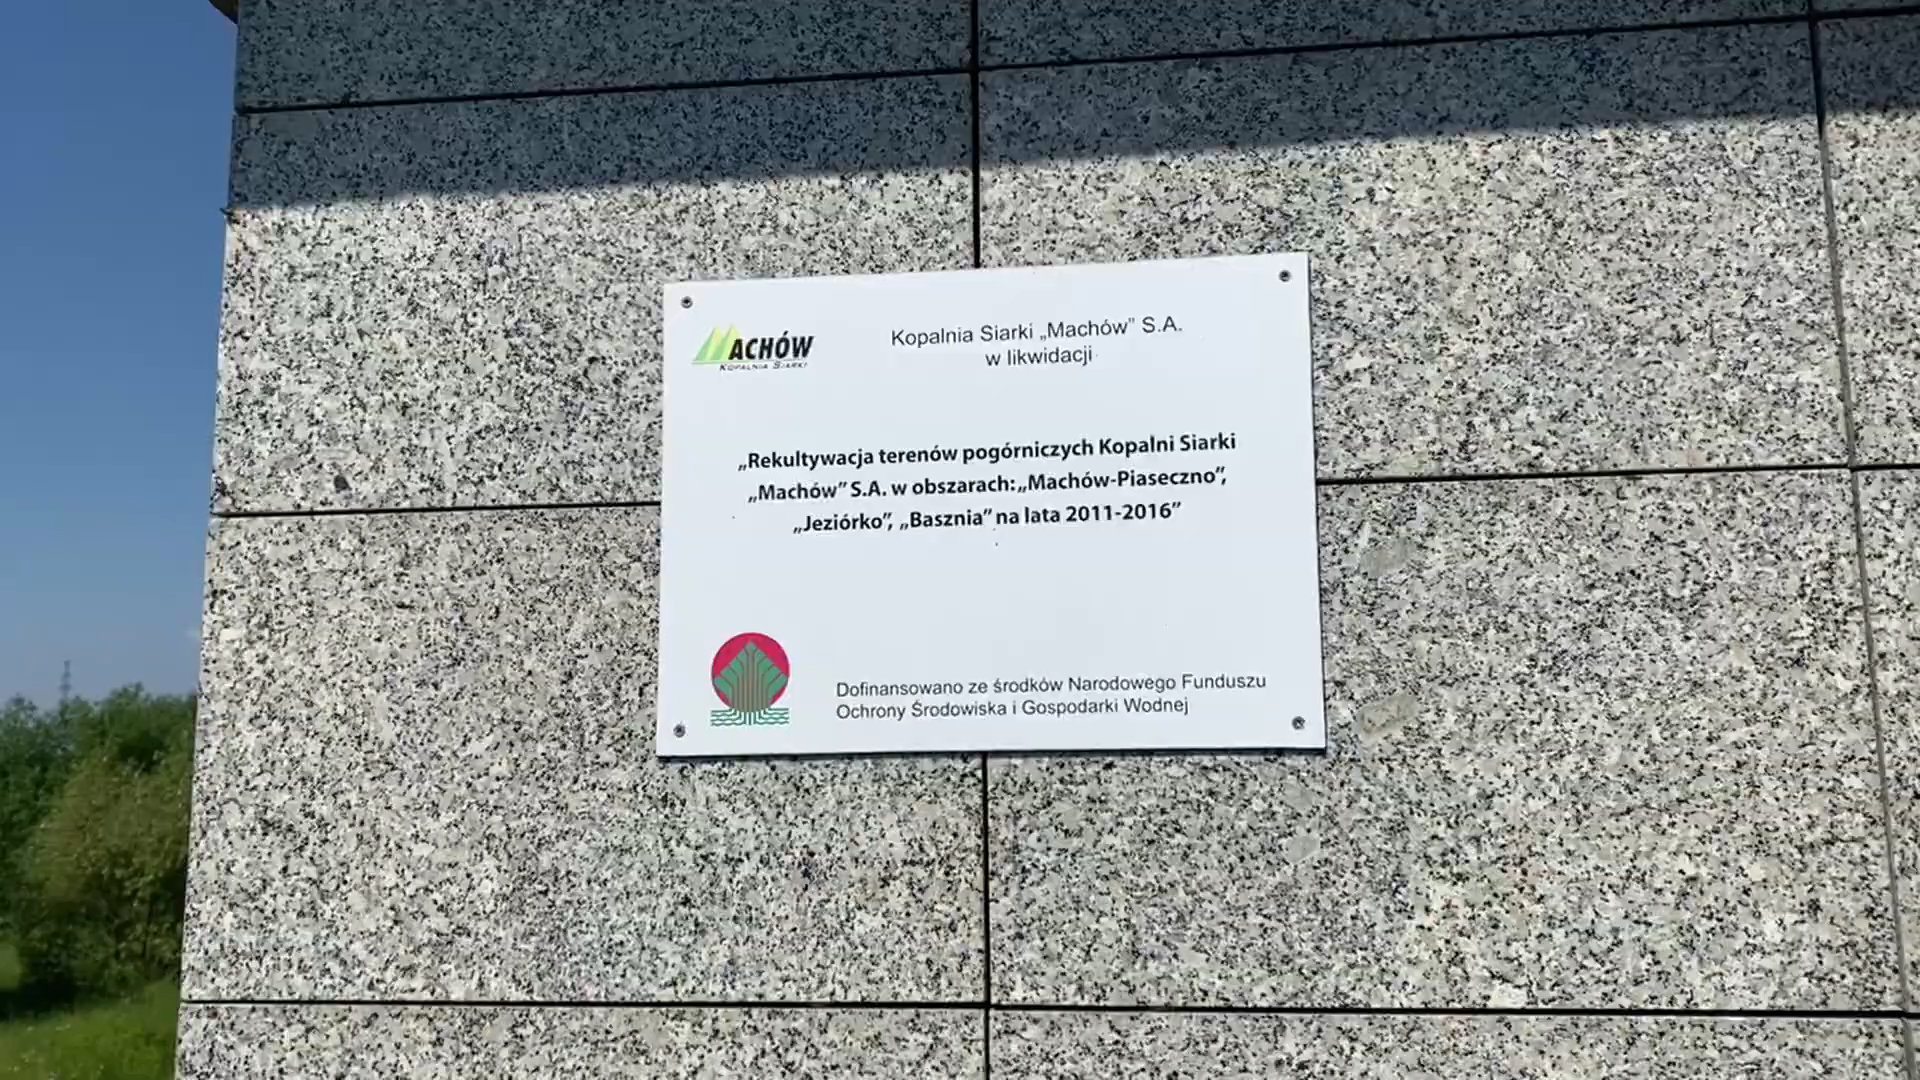 MACHÓW
KOPALNIA SIARKI
Kopalnia Siarki „Machów” S.A.
w likwidacji
„Rekultywacja terenów pogórniczych Kopalni Siarki
„Machów” S.A. w obszarach: „Machów-Piaseczno”,
„Jeziórko”, „Basznia” na lata 2011-2016”
Dofinansowano ze środków Narodowego Funduszu
Ochrony Środowiska i Gospodarki Wodnej